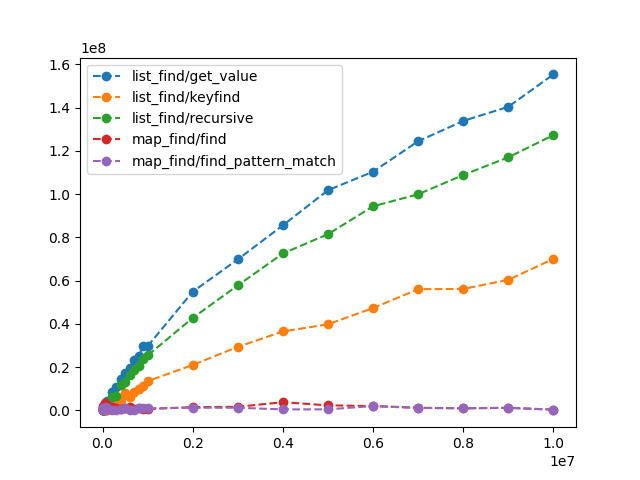 1e8
1.6
1.4
1.2
1.0
0.8
0.6
0.4
0.2
0.0
list_find/get_value
list_find/keyfind
list_find/recursive
map_find/find
map_find/find_pattern_match
0.0 0.2 0.4 0.6 0.8 1.0
1e7